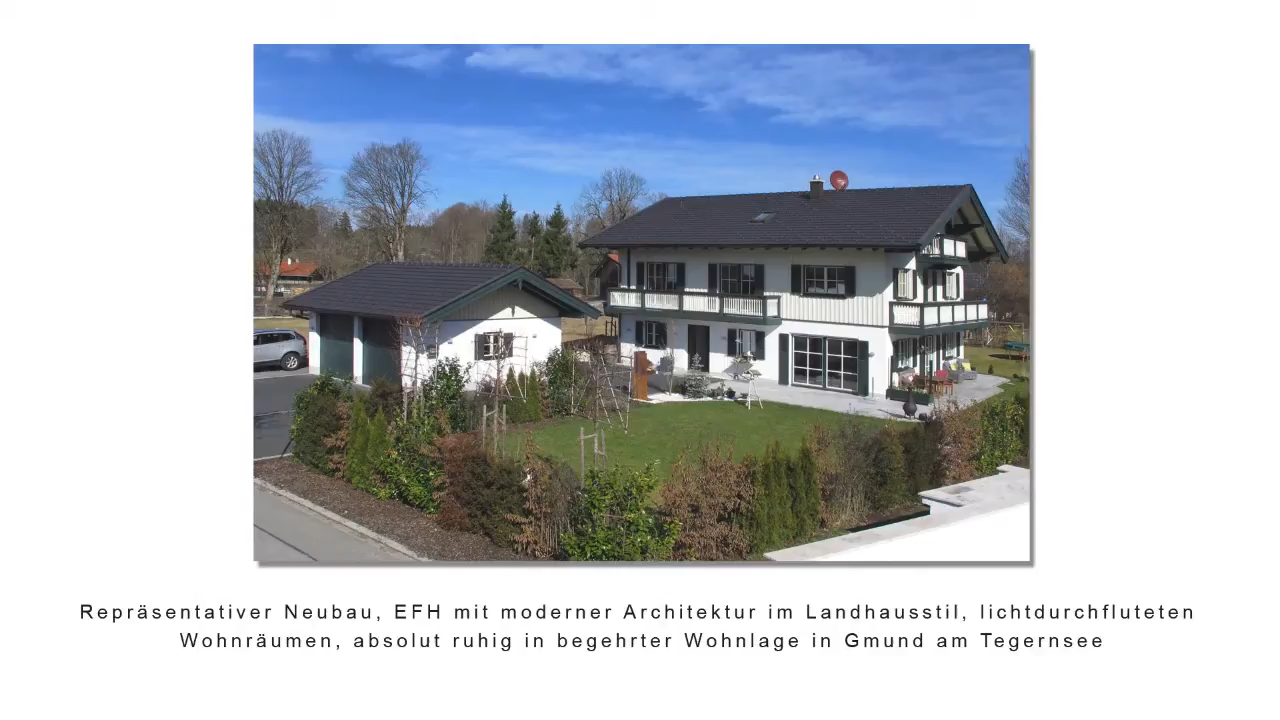 Repräsentativer Neubau, EFH mit moderner Architektur im Landhausstil, lichtdurchfluteten
Wohnräumen, absolut ruhig in begehrter Wohnlage in Gmund am Tegernsee